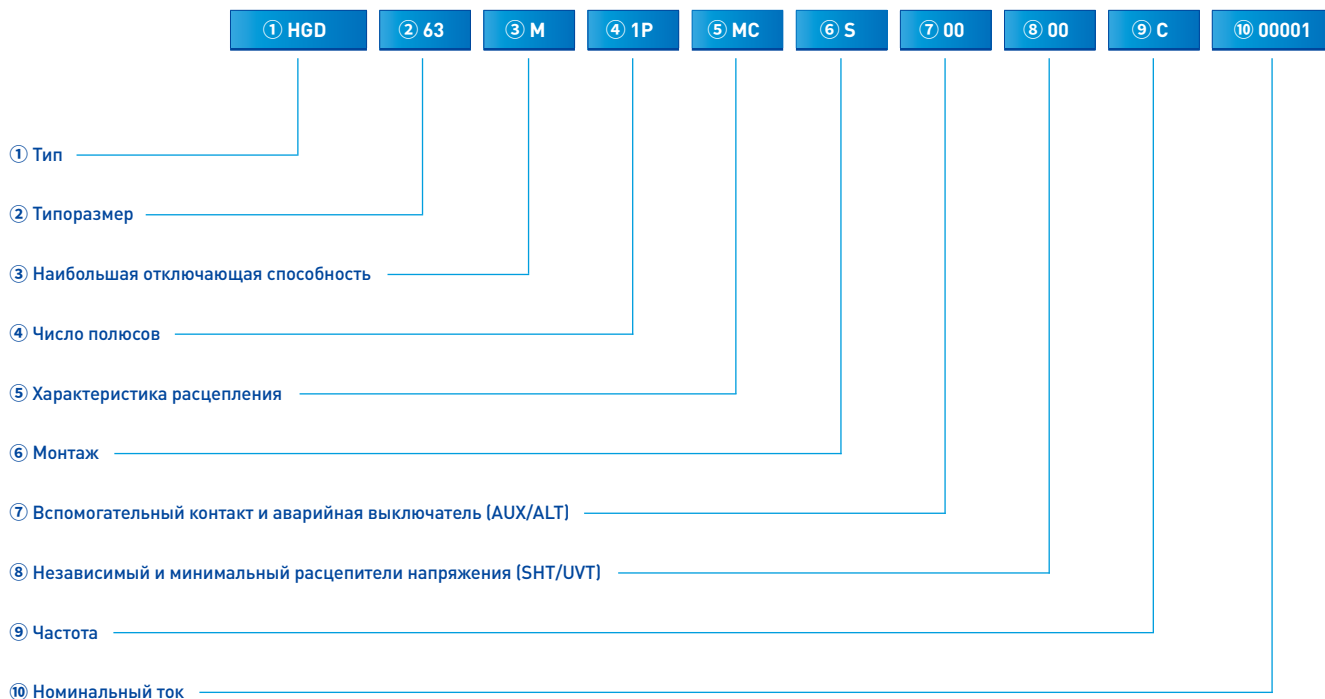 ① HGD ② 63 ③ M ④ 1P ⑤ MC ⑥ S ⑦ 00 ⑧ 00 ⑨ C ⑩ 00001
① Тип
② Типоразмер
③ Наибольшая отключающая способность
④ Число полюсов
⑤ Характеристика расцепления
⑥ Монтаж
⑦ Вспомогательный контакт и аварийная выключатель (AUX/ALT)
⑧ Независимый и минимальный расцепители напряжения (SHT/UVT)
⑨ Частота
⑩ Номинальный ток